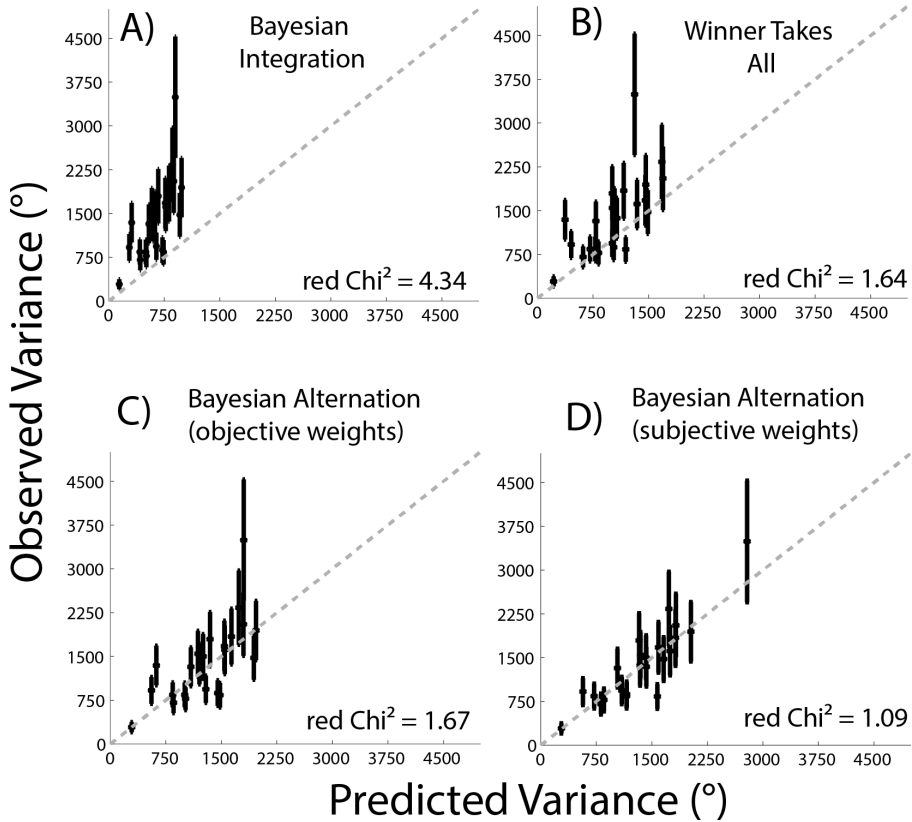 Observed Variance (°)
A)
Bayesian
Integration
4500
3750
3000
2250
1500
750
0
red Chi² = 4.34
0 750 1500 2250 3000 3750 4500
B)
Winner Takes
All
4500
3750
3000
2250
1500
750
0
red Chi² = 1.64
0 750 1500 2250 3000 3750 4500
C)
Bayesian Alternation
(objective weights)
4500
3750
3000
2250
1500
750
0
red Chi² = 1.67
0 750 1500 2250 3000 3750 4500
D)
Bayesian Alternation
(subjective weights)
4500
3750
3000
2250
1500
750
0
red Chi² = 1.09
0 750 1500 2250 3000 3750 4500
Predicted Variance (°)